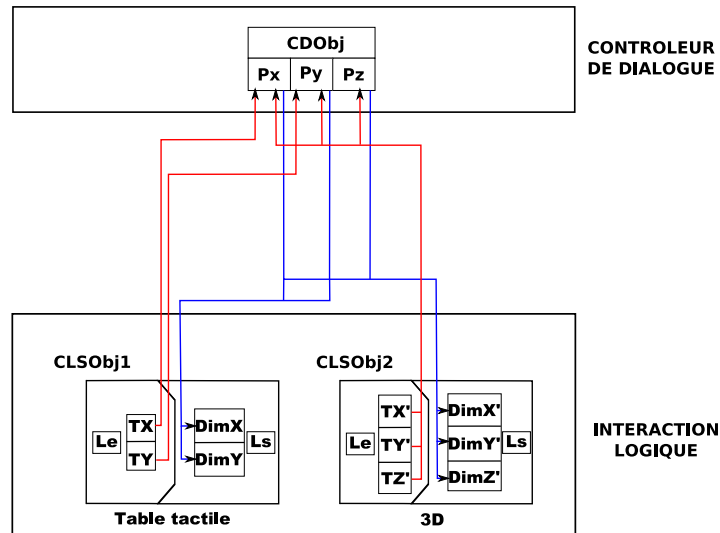 CDObj
Px Py Pz
CONTROLEUR
DE DIALOGUE
CLSObj1
CLSObj2
Le
TX
TY
DimX
DimY
Ls
Le
TX'
TY'
TZ'
DimX'
DimY'
DimZ'
Ls
INTERACTION
LOGIQUE
Table tactile
3D